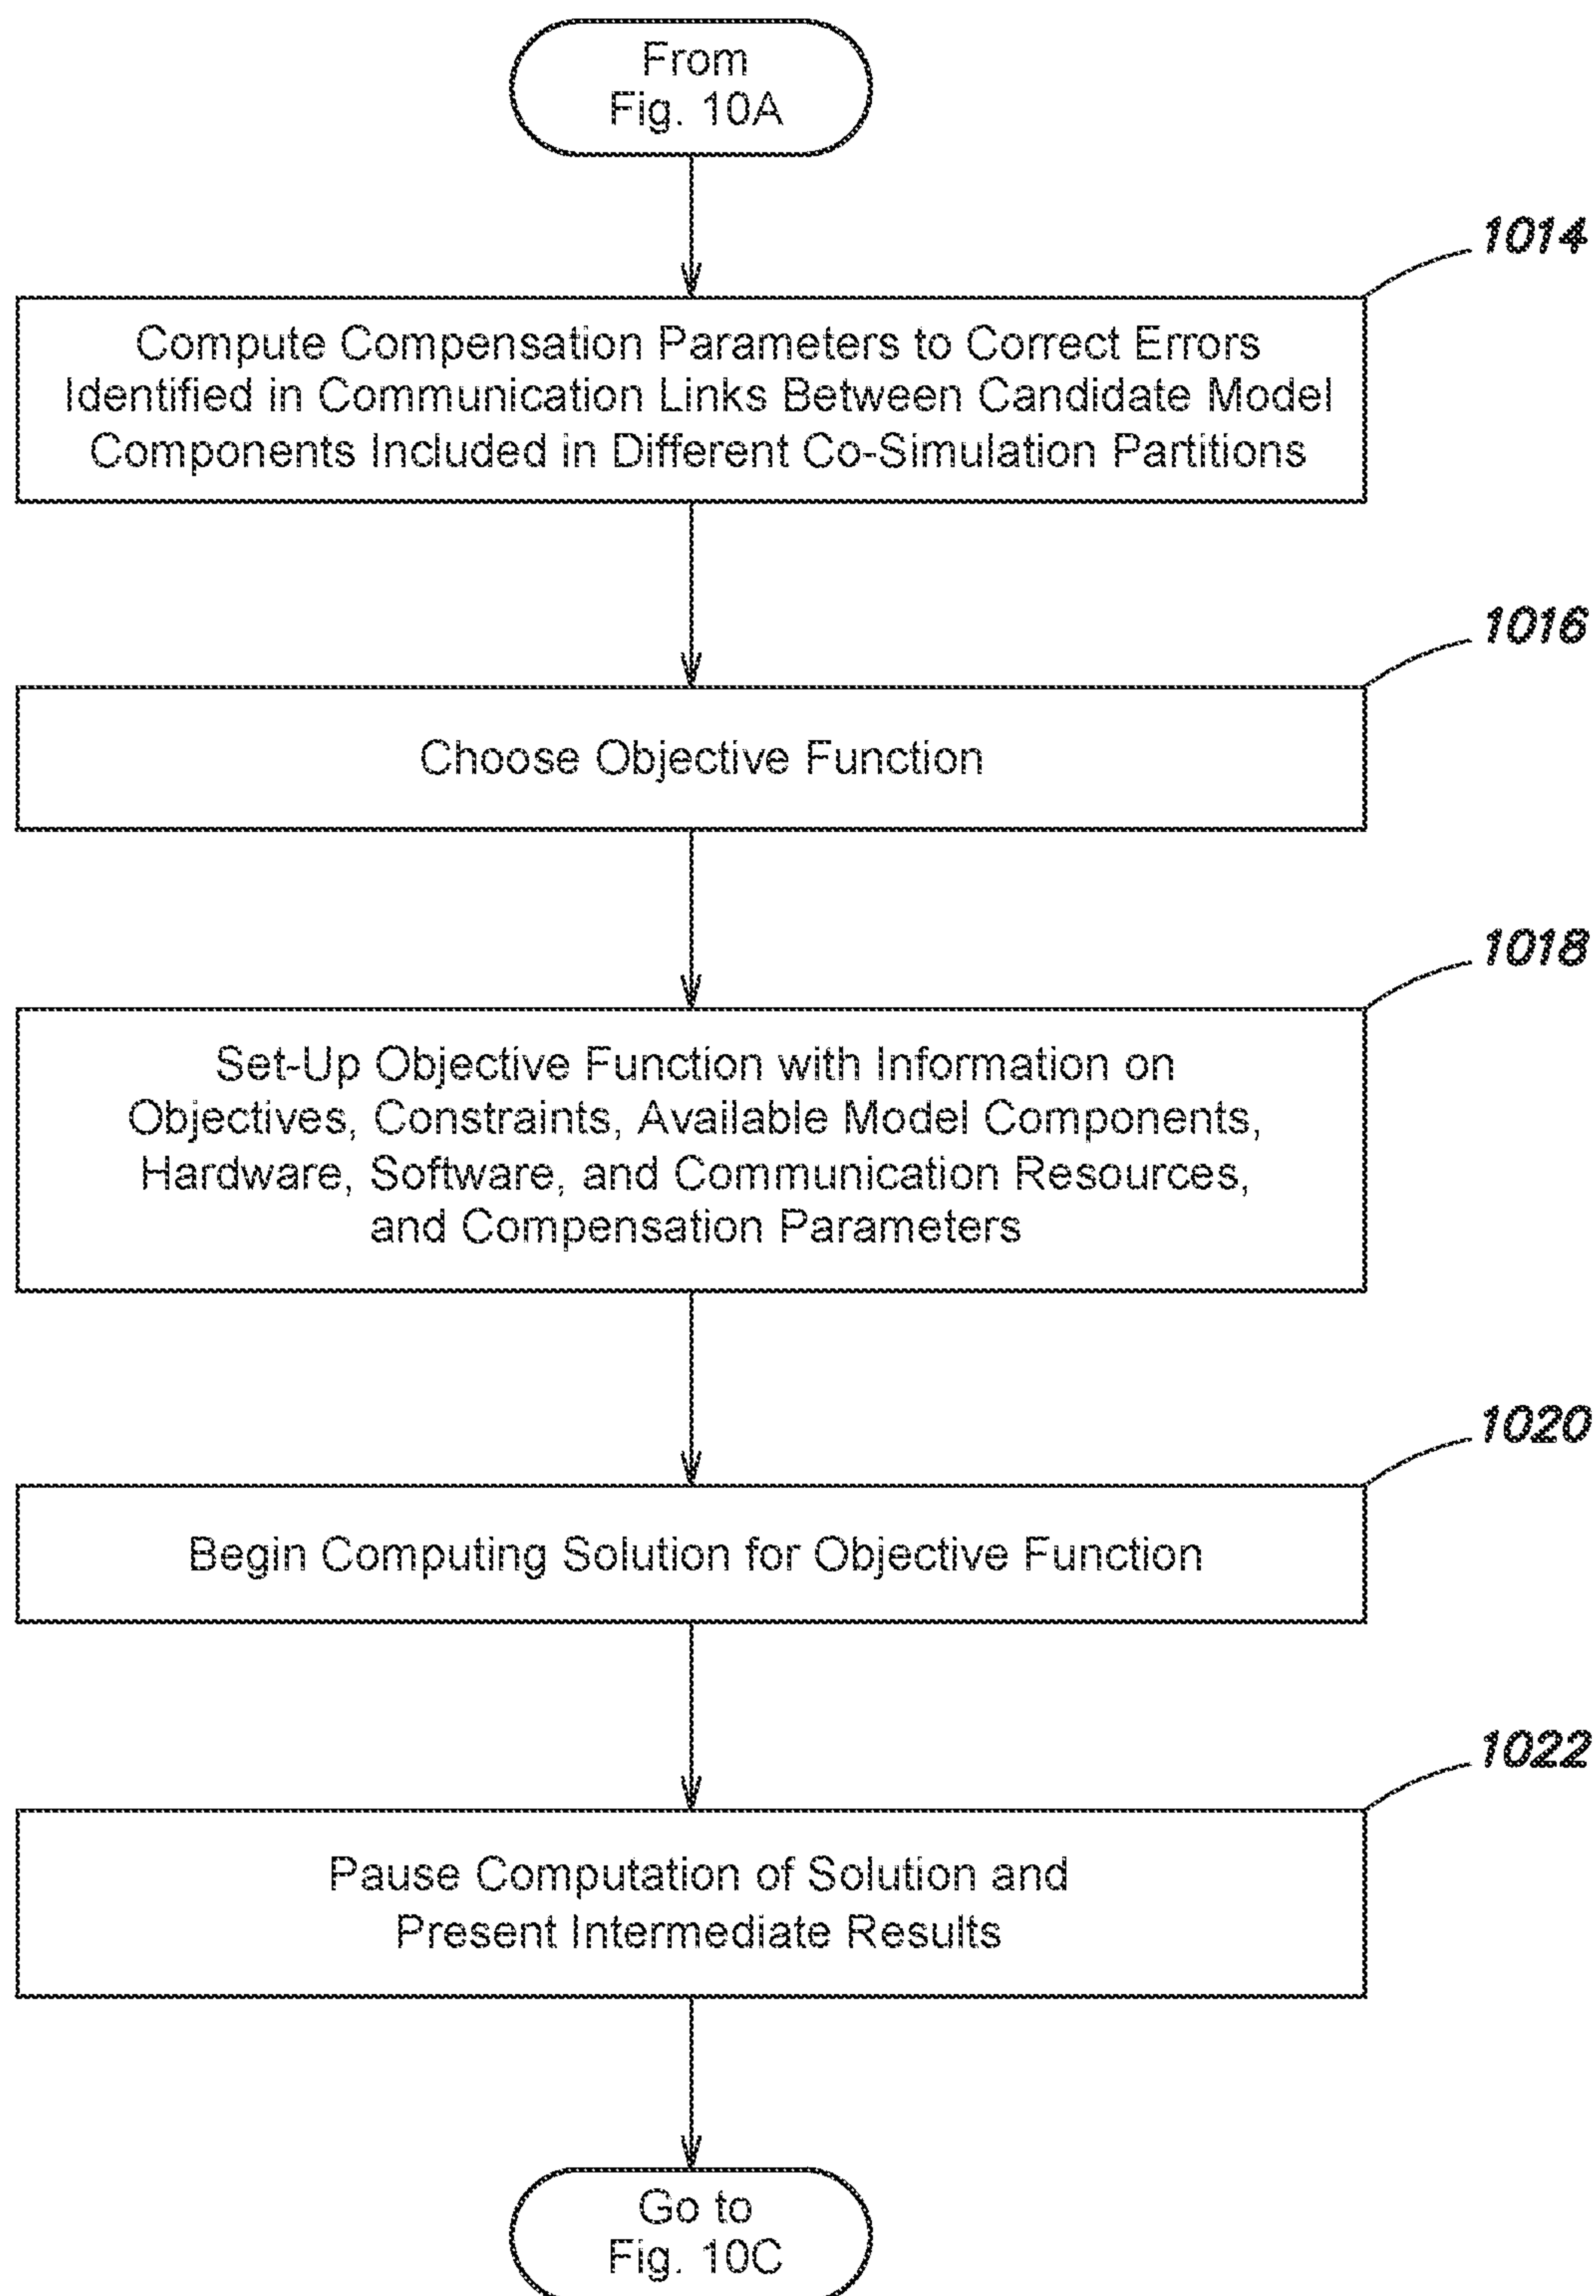 From
Fig. 10A
1014
Compute Compensation Parameters to Correct Errors
Identified in Communication Links Between Candidate Model
Components Included in Different Co-Simulation Partitions
1016
Choose Objective Function
1018
Set-Up Objective Function with Information on
Objectives, Constraints, Available Model Components,
Hardware, Software, and Communication Resources,
and Compensation Parameters
1020
Begin Computing Solution for Objective Function
1022
Pause Computation of Solution and
Present Intermediate Results
Go to
Fig. 10C